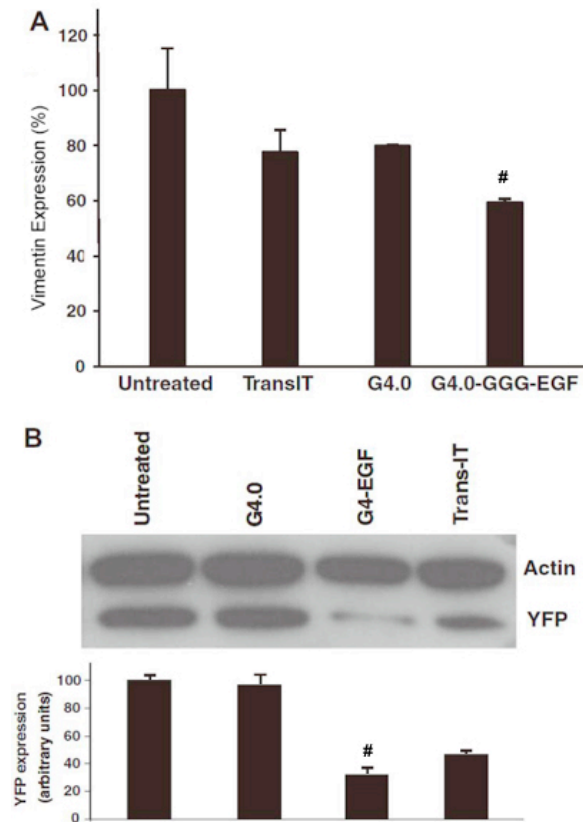 A
Vimentin Expression (%)
120
100
80
60
40
20
0
#
Untreated TransIT G4.0 G4.0-GGG-EGF
B
Untreated G4.0 G4-EGF Trans-IT
Actin
YFP
YFP expression
(arbitrary units)
100
80
60
40
20
0
#